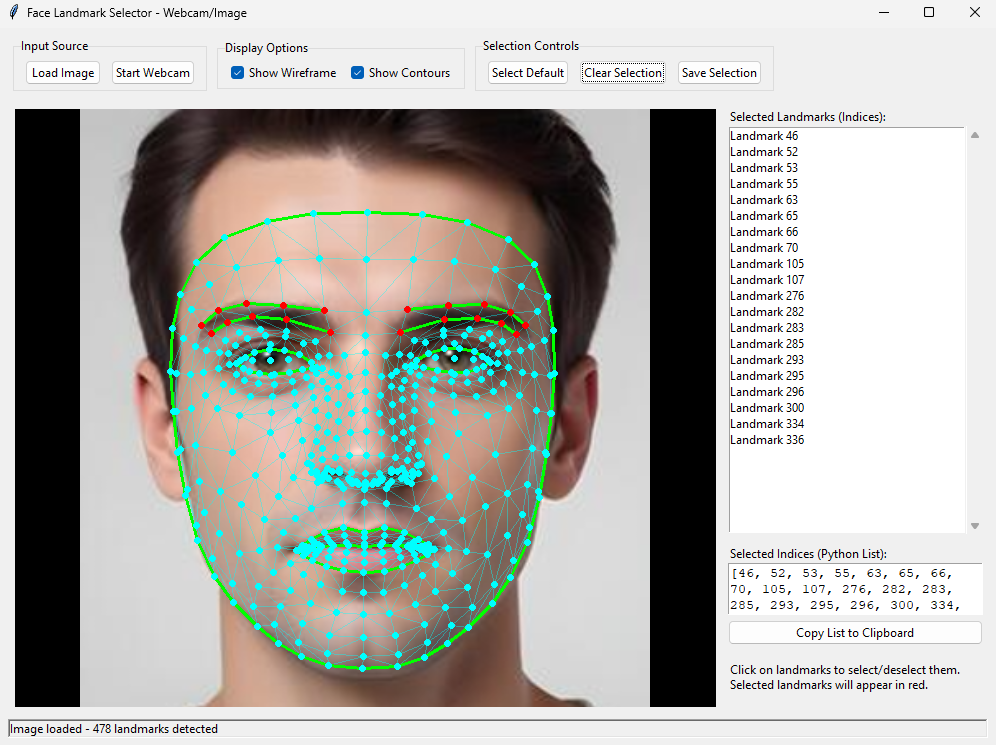 Face Landmark Selector - Webcam/Image
Input Source
Load Image
Start Webcam
Display Options
Show Wireframe
Show Contours
Selection Controls
Select Default
Clear Selection
Save Selection
Selected Landmarks (Indices):
Landmark 46
Landmark 52
Landmark 53
Landmark 55
Landmark 63
Landmark 65
Landmark 66
Landmark 70
Landmark 105
Landmark 107
Landmark 276
Landmark 282
Landmark 283
Landmark 285
Landmark 293
Landmark 295
Landmark 296
Landmark 300
Landmark 334
Landmark 336
Selected Indices (Python List):
[46, 52, 53, 55, 63, 65, 66,
70, 105, 107, 276, 282, 283,
285, 293, 295, 296, 300, 334,
Copy List to Clipboard
Click on landmarks to select/deselect them.
Selected landmarks will appear in red.
Image loaded - 478 landmarks detected